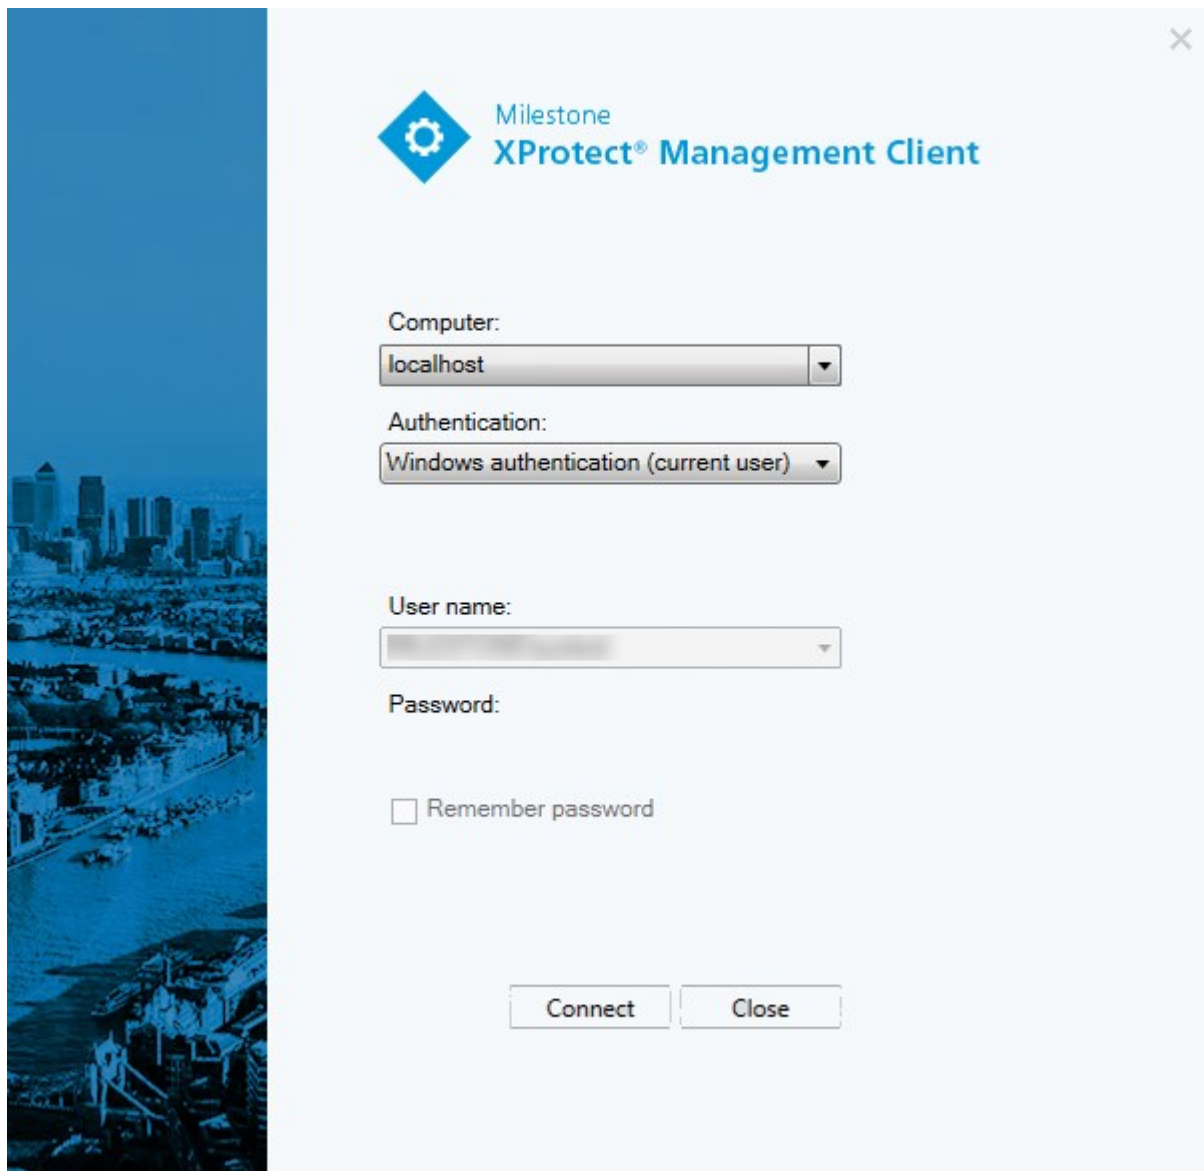 Milestone
XProtect® Management Client
Computer:
localhost
Authentication:
Windows authentication (current user)
User name:
Password:
Remember password
Connect
Close